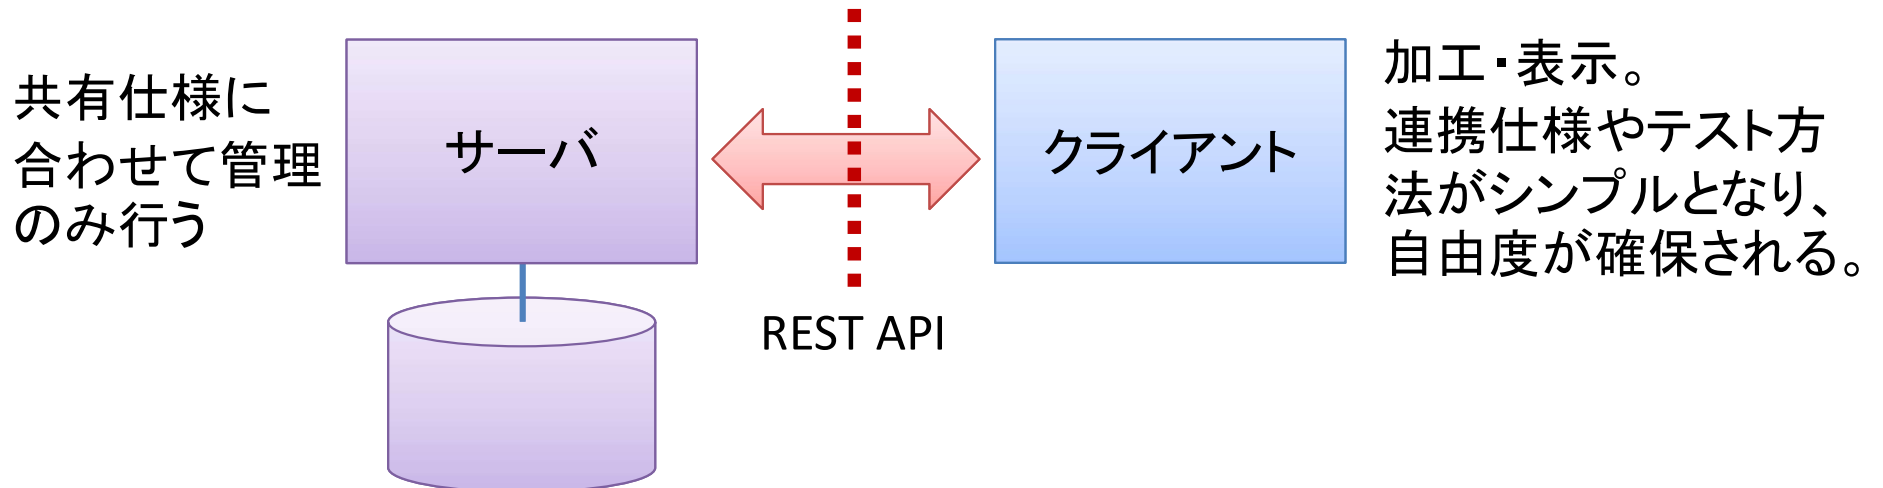 共有仕様に
合わせて管理
のみ行う
サーバ
REST API
クライアント
加工・表示。
連携仕様やテスト方
法がシンプルとなり、
自由度が確保される。